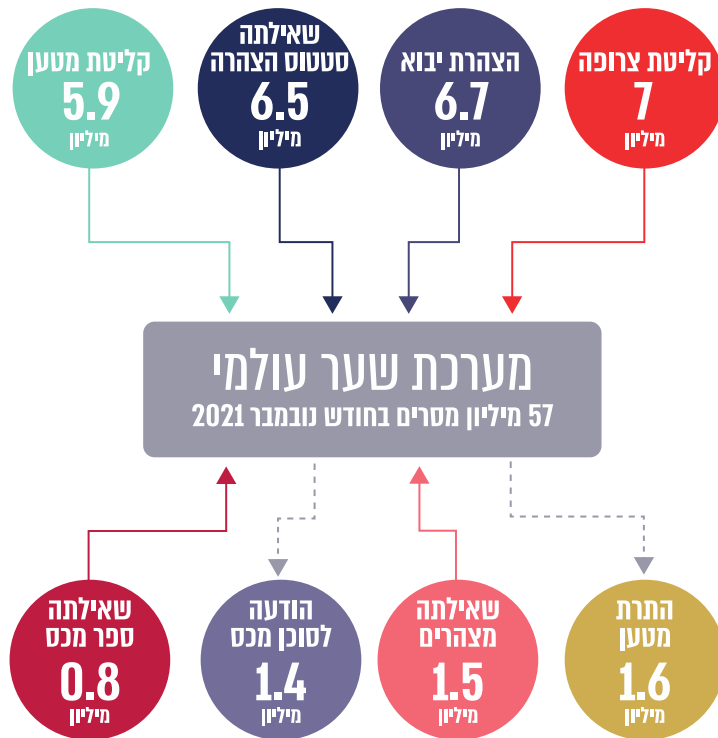 קליטת צרופה
7
מיליון
הצהרת יבוא
6.7
מיליון
שאילתה
סטטוס הצהרה
6.5
מיליון
קליטת מטען
5.9
מיליון
מערכת שער עולמי
57 מיליון מסרים בחודש נובמבר 2021
התרת
מטען
1.6
מיליון
שאילתה
מצהרים
1.5
מיליון
הודעה
לסוכן מכס
1.4
מיליון
שאילתה
ספר מכס
0.8
מיליון